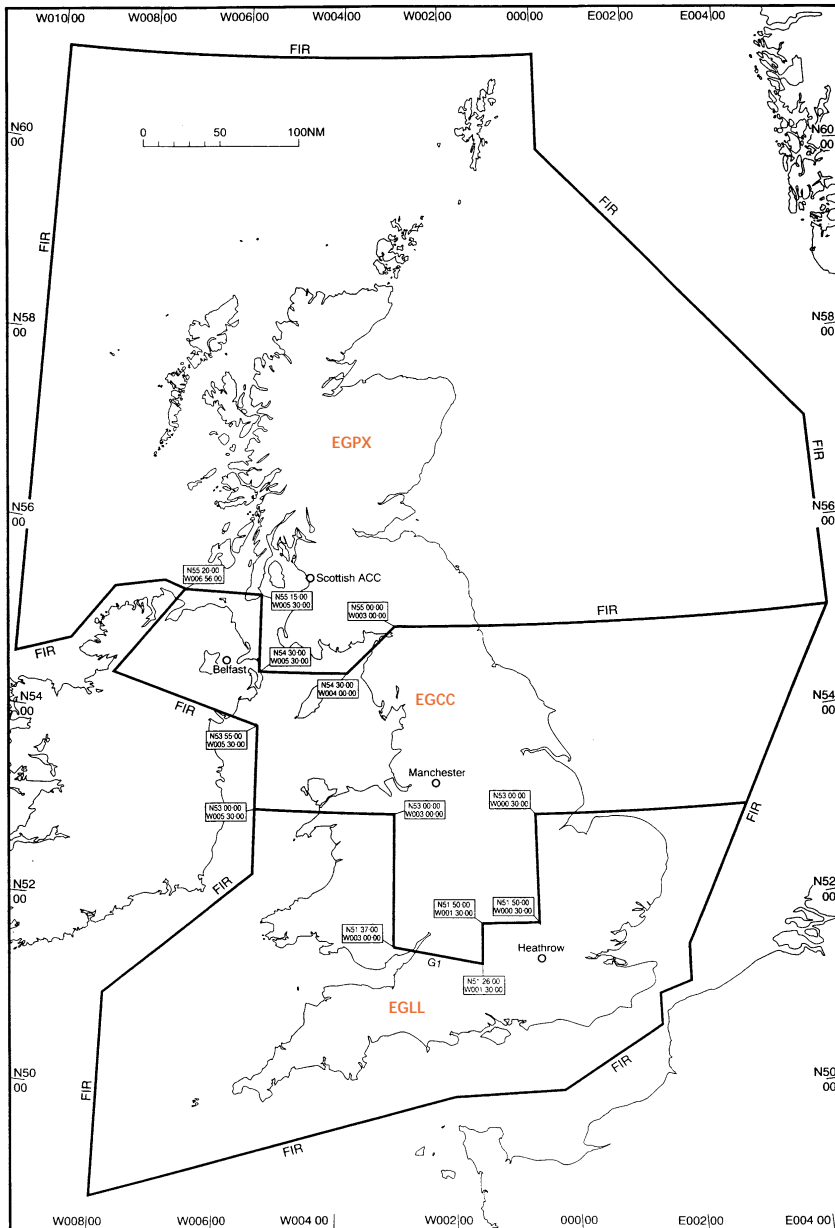 W010|00 W008|00 W006|00 W004|00 W002|00 000|00 E002|00 E004|00
FIR
N60
00
N60
00
0 50 100NM
FIR
FIR
N58
00
N58
00
FIR
EGPX
N56
00
N56
00
N55 20·00
W006 56·00
Scottish ACC
N55 15·00
W005 30·00
N55 00·00
W003 00·00
FIR
FIR
Belfast
N54 30·00
W005 30·00
N54 30·00
W004 00·00
N54
00
EGCC
N54
00
N53 55·00
W005 30·00
Manchester
N53 00·00
W005 30·00
N53 00·00
W003 00·00
N53 00·00
W000 30·00
FIR
N52
00
FIR
N52
00
N51 50·00
W001 30·00
N51 50·00
W000 30·00
N51 37·00
W003 00·00
G1
Heathrow
N51 26·00
W001 30·00
EGLL
N50
00
FIR
FIR
N50
00
FIR
W008|00 W006|00 W004 00 W002|00 000|00 E002|00 E004 00